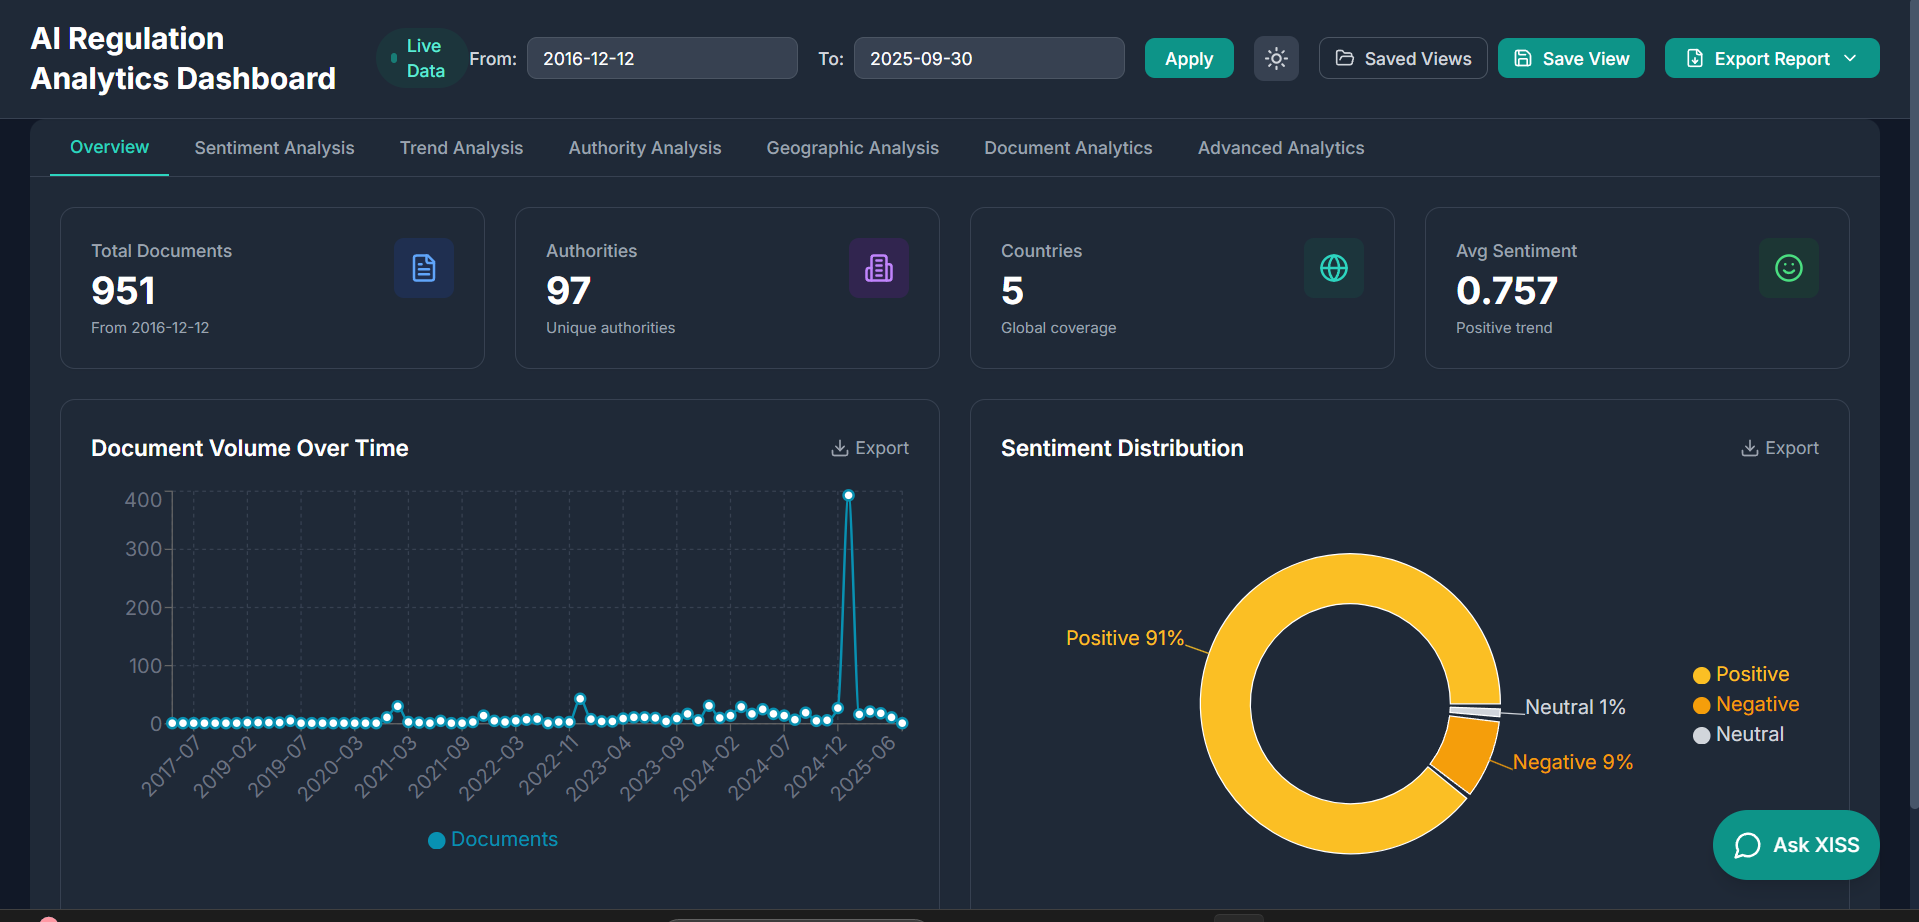 AI Regulation
Analytics Dashboard
Live
Data
From:
2016-12-12
To:
2025-09-30
Apply
Saved Views
Save View
Export Report
Overview
Sentiment Analysis
Trend Analysis
Authority Analysis
Geographic Analysis
Document Analytics
Advanced Analytics
Total Documents
951
From 2016-12-12
Authorities
97
Unique authorities
Countries
5
Global coverage
Avg Sentiment
0.757
Positive trend
Document Volume Over Time
Export
400
300
200
100
0
2017-07
2019-02
2019-07
2020-03
2021-03
2021-09
2022-03
2022-11
2023-04
2023-09
2024-02
2024-07
2024-12
2025-06
Documents
Sentiment Distribution
Export
Positive 91%
Neutral 1%
Negative 9%
Positive
Negative
Neutral
Ask XISS